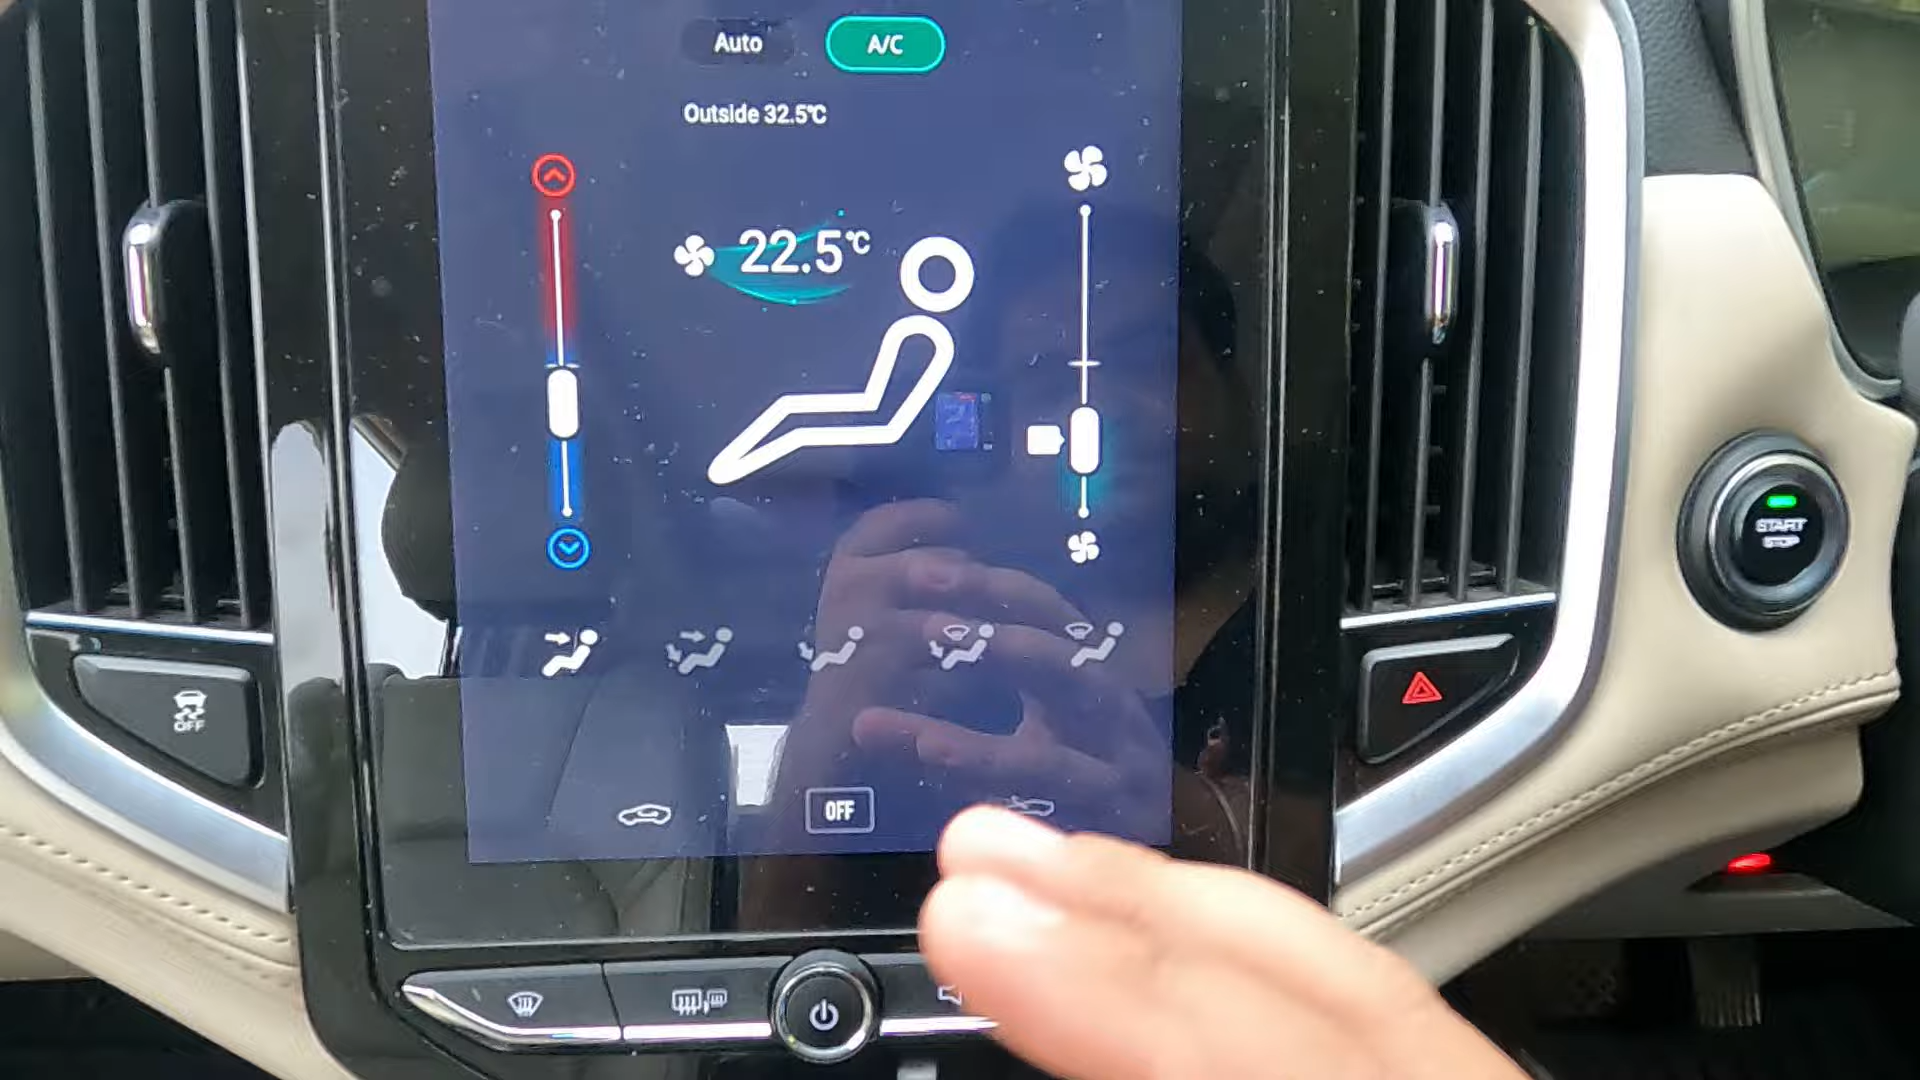 Auto
A/C
Outside 32.5℃
22.5℃
START
STOP
OFF
OFF